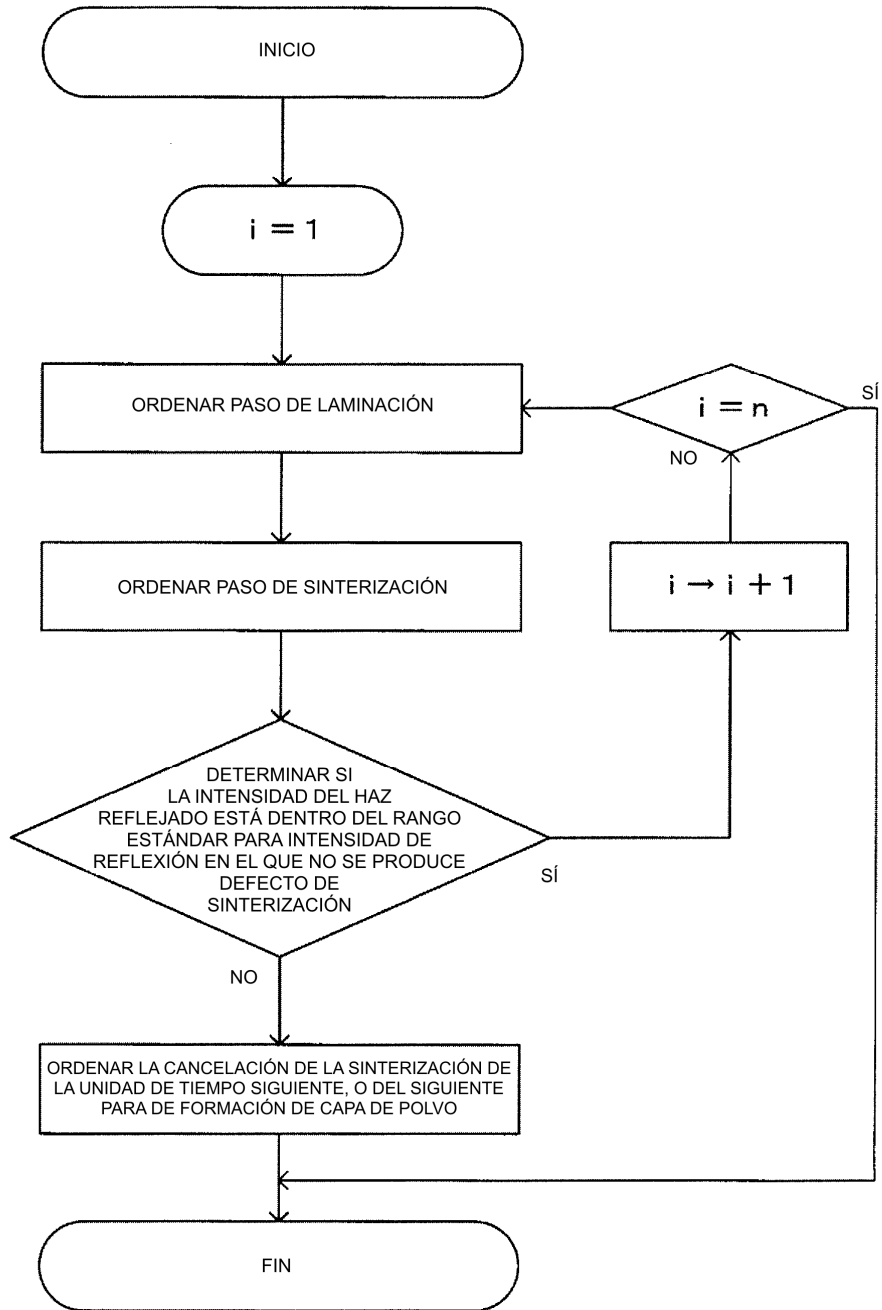 INICIO
i = 1
ORDENAR PASO DE LAMINACIÓN
i = n
SÍ
NO
ORDENAR PASO DE SINTERIZACIÓN
i → i + 1
DETERMINAR SI
LA INTENSIDAD DEL HAZ
REFLEJADO ESTÁ DENTRO DEL RANGO
ESTÁNDAR PARA INTENSIDAD DE
REFLEXIÓN EN EL QUE NO SE PRODUCE
DEFECTO DE
SINTERIZACIÓN
SÍ
NO
ORDENAR LA CANCELACIÓN DE LA SINTERIZACIÓN DE
LA UNIDAD DE TIEMPO SIGUIENTE, O DEL SIGUIENTE
PARA DE FORMACIÓN DE CAPA DE POLVO
FIN